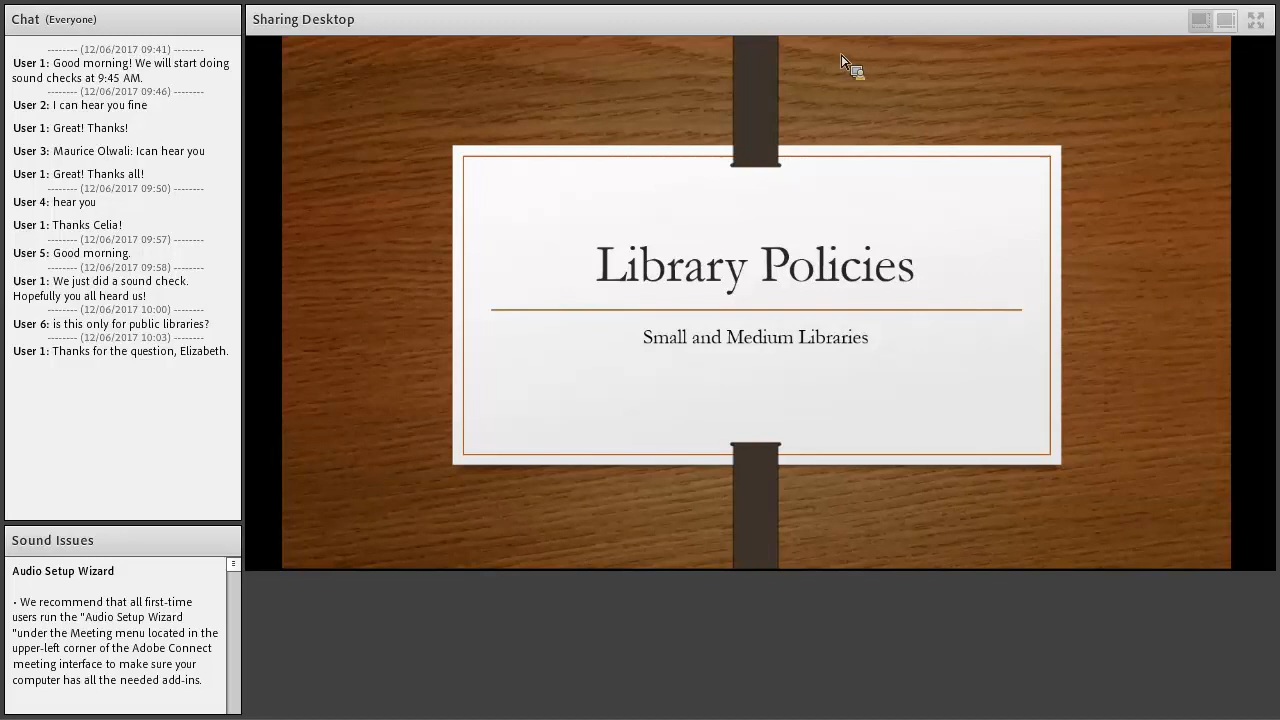 Chat (Everyone)
-------- (12/06/2017 09:41) --------
User 1: Good morning! We will start doing
sound checks at 9:45 AM.
-------- (12/06/2017 09:46) --------
User 2: I can hear you fine
User 1: Great! Thanks!
User 3: Maurice Olwali: Ican hear you
User 1: Great! Thanks all!
-------- (12/06/2017 09:50) --------
User 4: hear you
User 1: Thanks Celia!
-------- (12/06/2017 09:57) --------
User 5: Good morning.
-------- (12/06/2017 09:58) --------
User 1: We just did a sound check.
Hopefully you all heard us!
-------- (12/06/2017 10:00) --------
User 6: is this only for public libraries?
-------- (12/06/2017 10:03) --------
User 1: Thanks for the question, Elizabeth.
Sound Issues
Audio Setup Wizard
• We recommend that all first-time
users run the "Audio Setup Wizard
"under the Meeting menu located in the
upper-left corner of the Adobe Connect
meeting interface to make sure your
computer has all the needed add-ins.
Sharing Desktop
Library Policies
Small and Medium Libraries